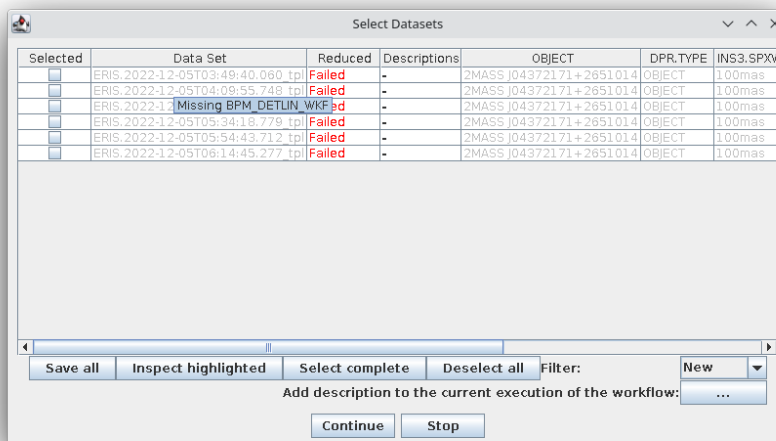 Select Datasets
Selected Data Set Reduced Descriptions OBJECT DPR.TYPE INS3.SPXW
ERIS.2022-12-05T03:49:40.060_tpl Failed - 2MASS J04372171+2651014 OBJECT 100mas
ERIS.2022-12-05T04:09:55.748_tpl Failed - 2MASS J04372171+2651014 OBJECT 100mas
ERIS.2022-12 Missing BPM_DETLIN_WKF - 2MASS J04372171+2651014 OBJECT 100mas
ERIS.2022-12-05T05:34:18.779_tpl Failed - 2MASS J04372171+2651014 OBJECT 100mas
ERIS.2022-12-05T05:54:43.712_tpl Failed - 2MASS J04372171+2651014 OBJECT 100mas
ERIS.2022-12-05T06:14:45.277_tpl Failed - 2MASS J04372171+2651014 OBJECT 100mas
Save all Inspect highlighted Select complete Deselect all Filter: New
Add description to the current execution of the workflow: ...
Continue Stop